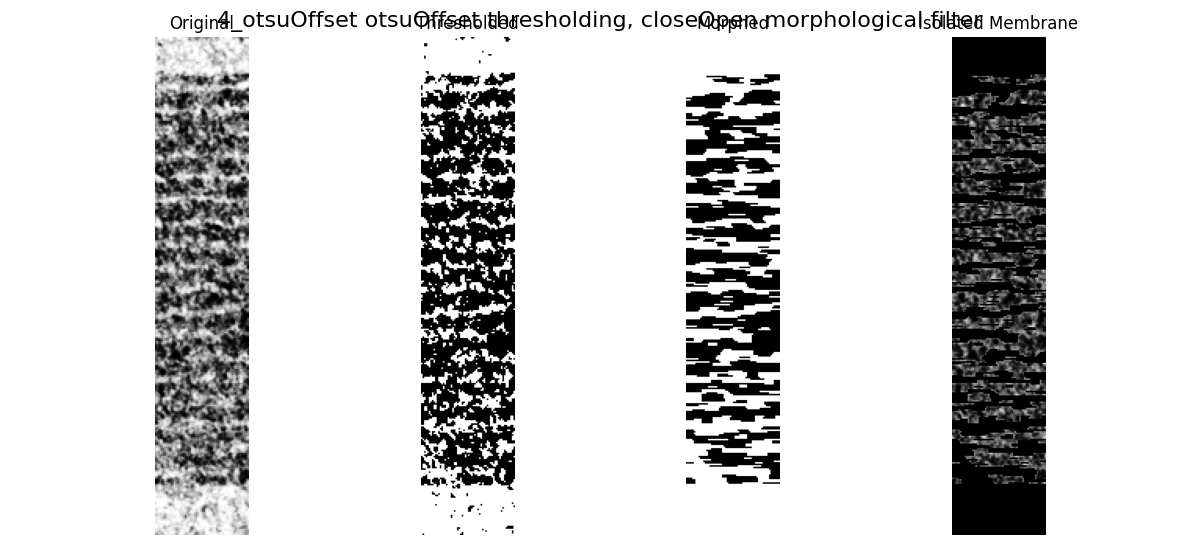 4_otsuOffset otsuOffset thresholding, closeOpen morphological filter
Original
Thresholded
Morphed
Isolated Membrane